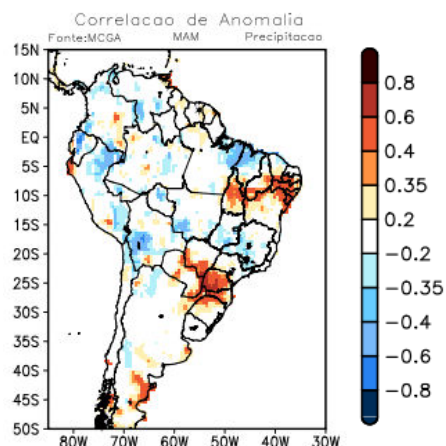 Correlacao de Anomalia
Fonte:MCGA MAM Precipitacao
15N
10N
5N
EQ
5S
10S
15S
20S
25S
30S
35S
40S
45S
50S
80W 70W 60W 50W 40W 30W
0.8
0.6
0.4
0.35
0.2
-0.2
-0.35
-0.4
-0.6
-0.8